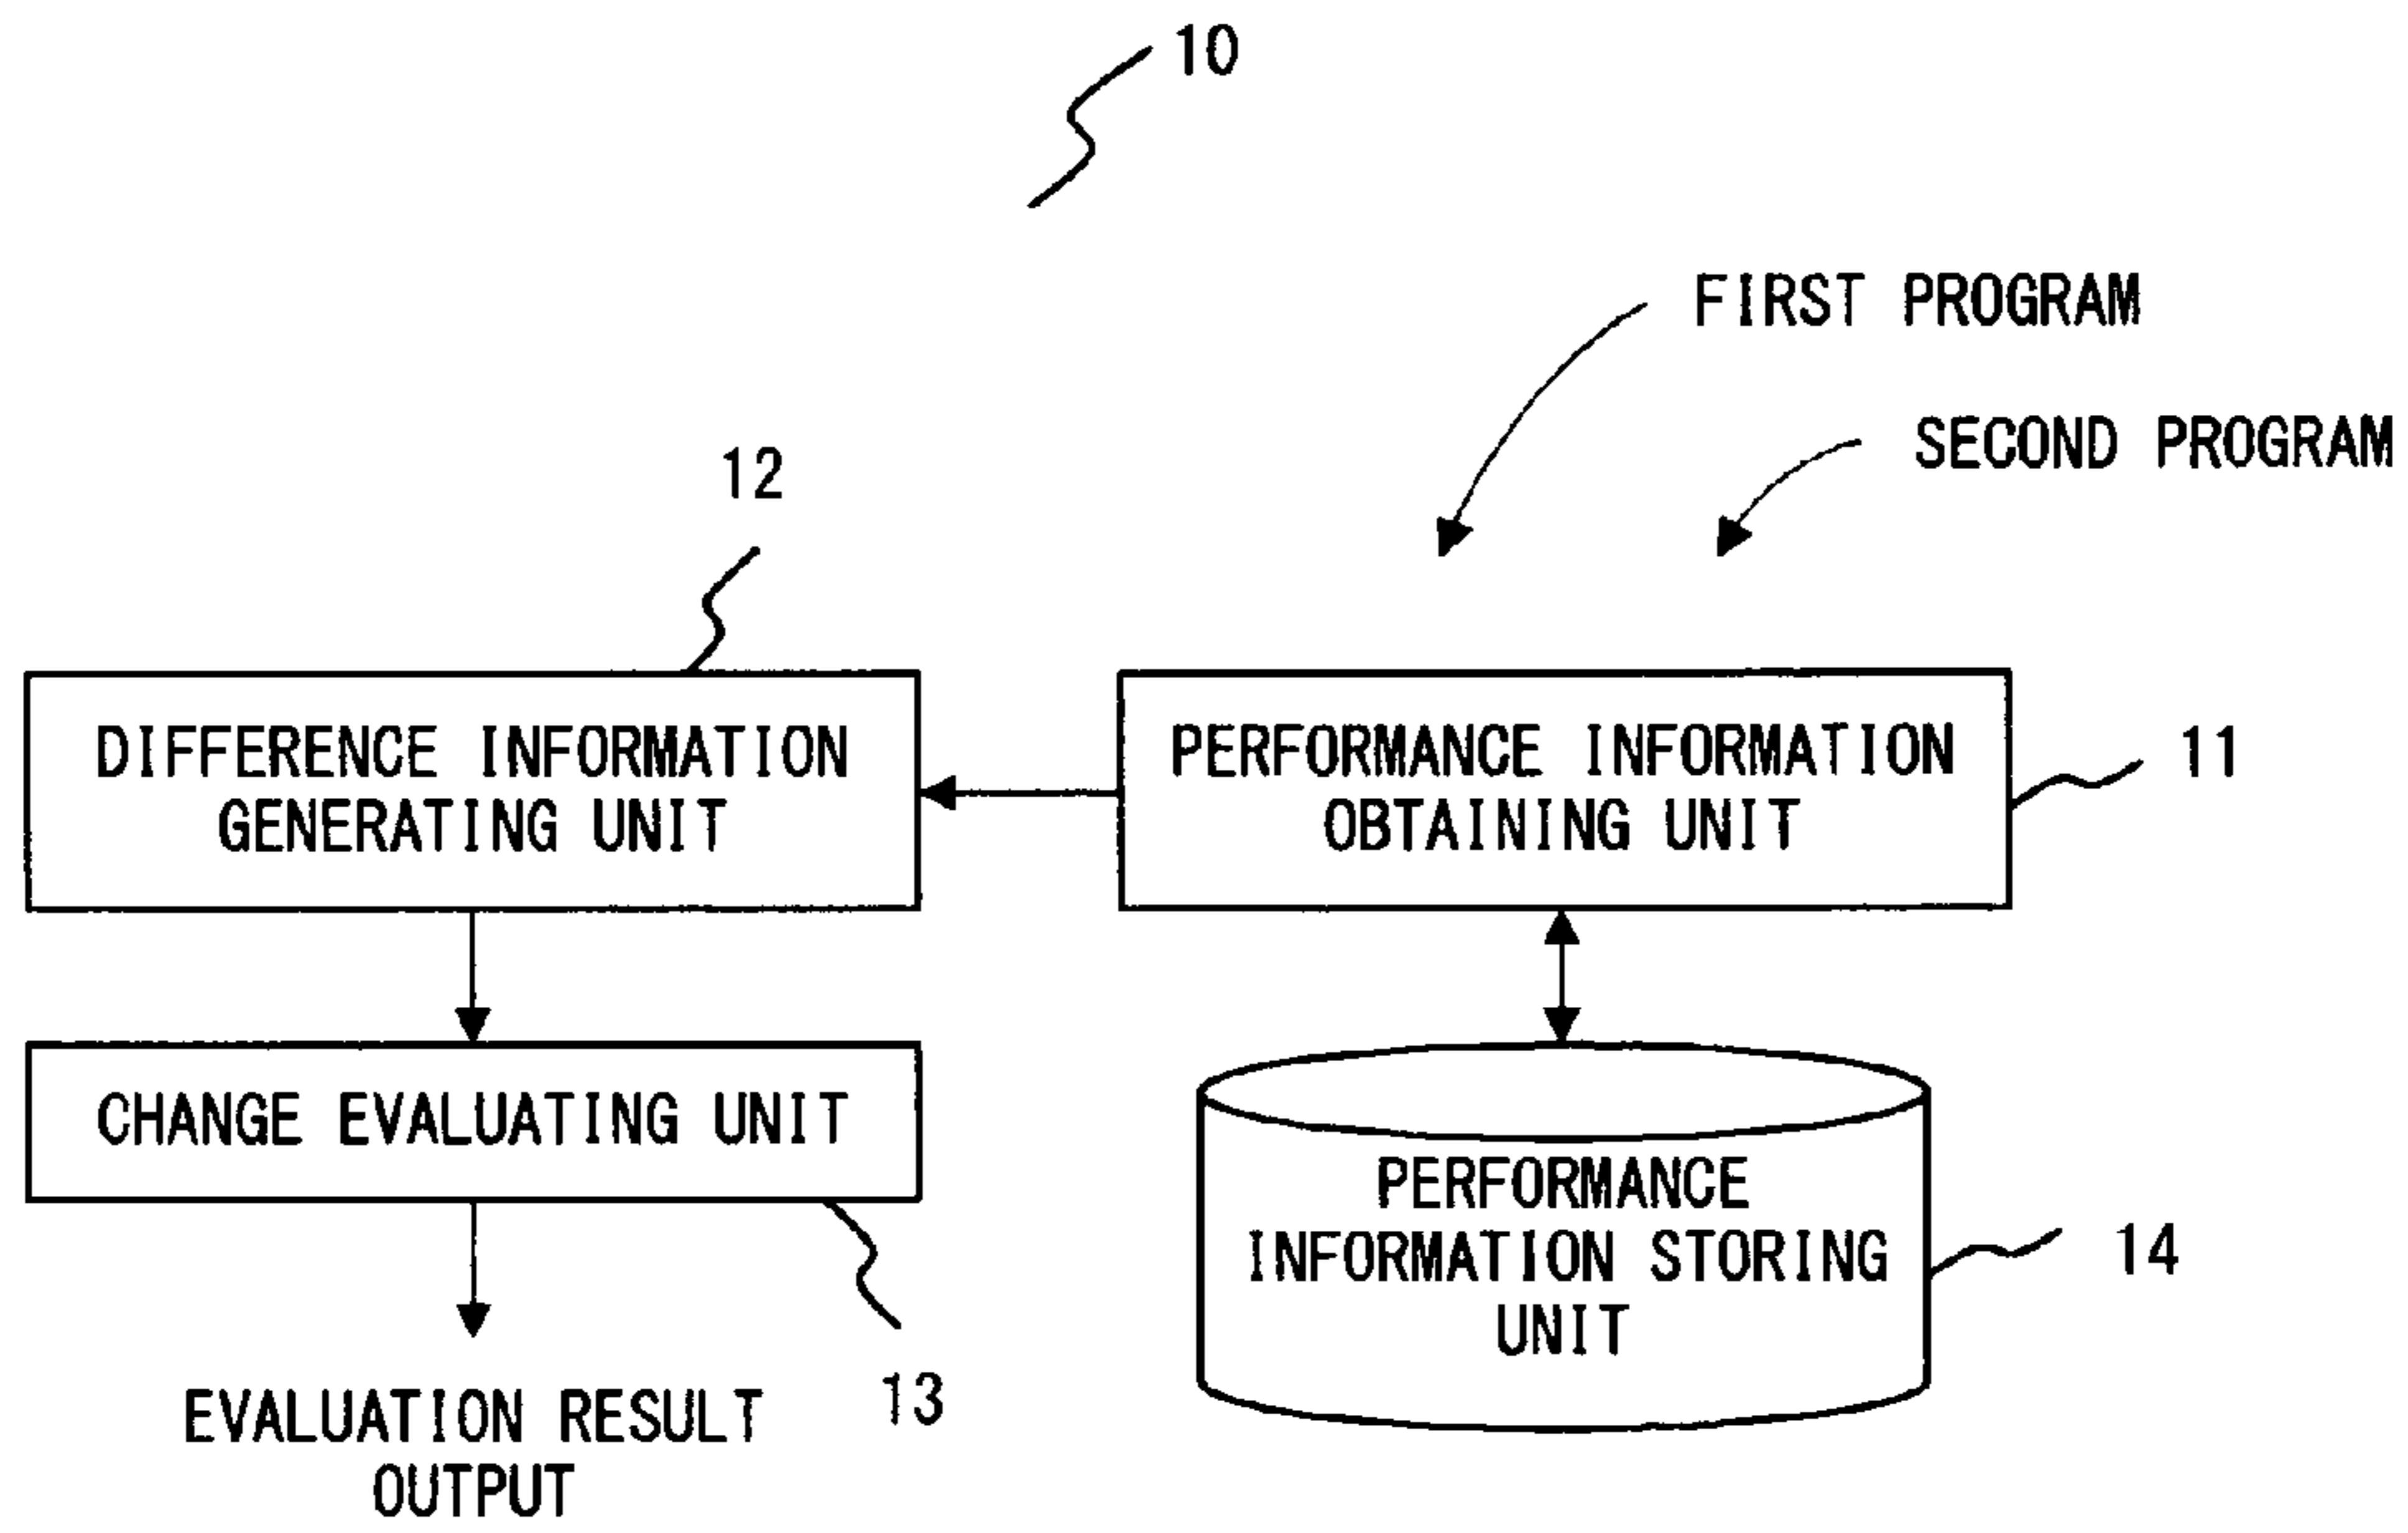 10
FIRST PROGRAM
SECOND PROGRAM
12
DIFFERENCE INFORMATION
GENERATING UNIT
PERFORMANCE INFORMATION
OBTAINING UNIT
11
CHANGE EVALUATING UNIT
PERFORMANCE
INFORMATION STORING
UNIT
14
13
EVALUATION RESULT
OUTPUT